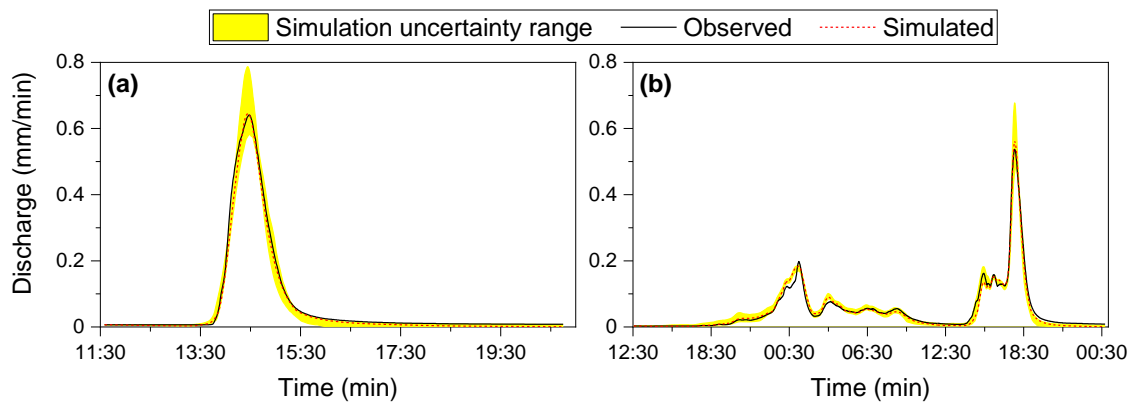 Simulation uncertainty range Observed Simulated
(a) (b)
0.8 0.8
0.6 0.6
0.4 0.4
0.2 0.2
0 0
11:30 13:30 15:30 17:30 19:30 12:30 18:30 00:30 06:30 12:30 18:30 00:30
Discharge (mm/min)
Time (min) Time (min)